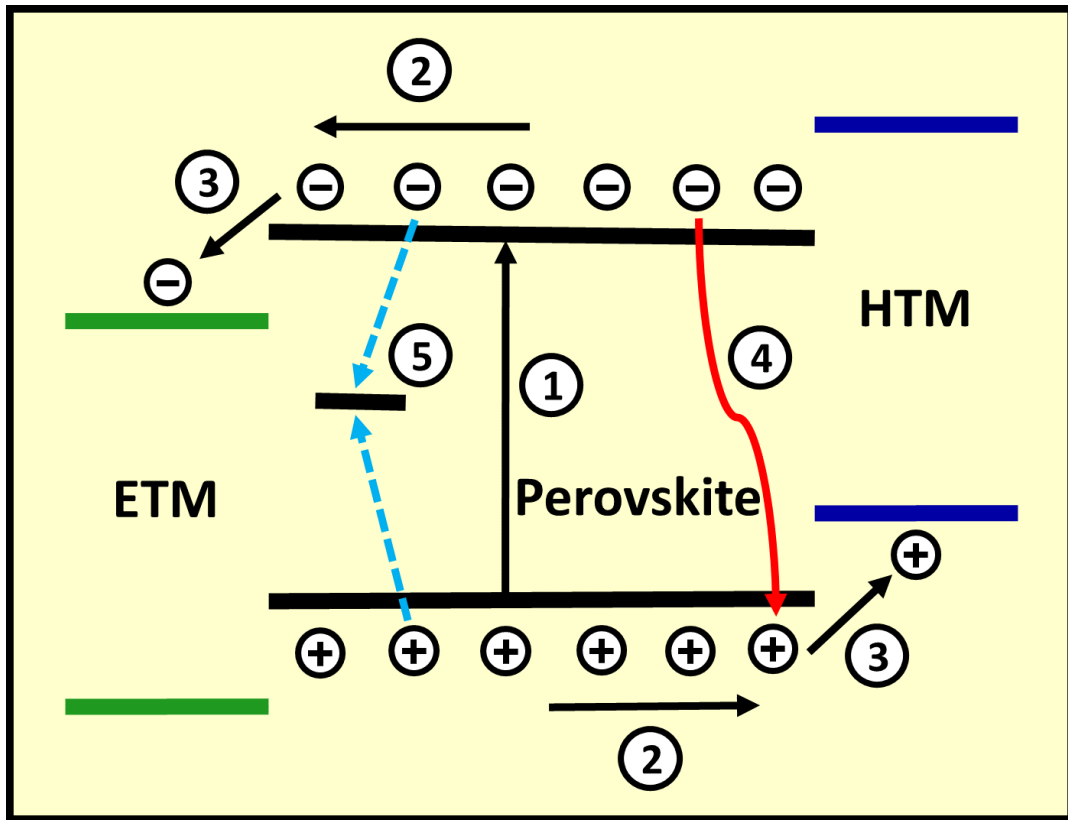 2
3
− − − − − −
−
HTM
5
4
1
ETM
Perovskite
+
+ + + + + +
3
2